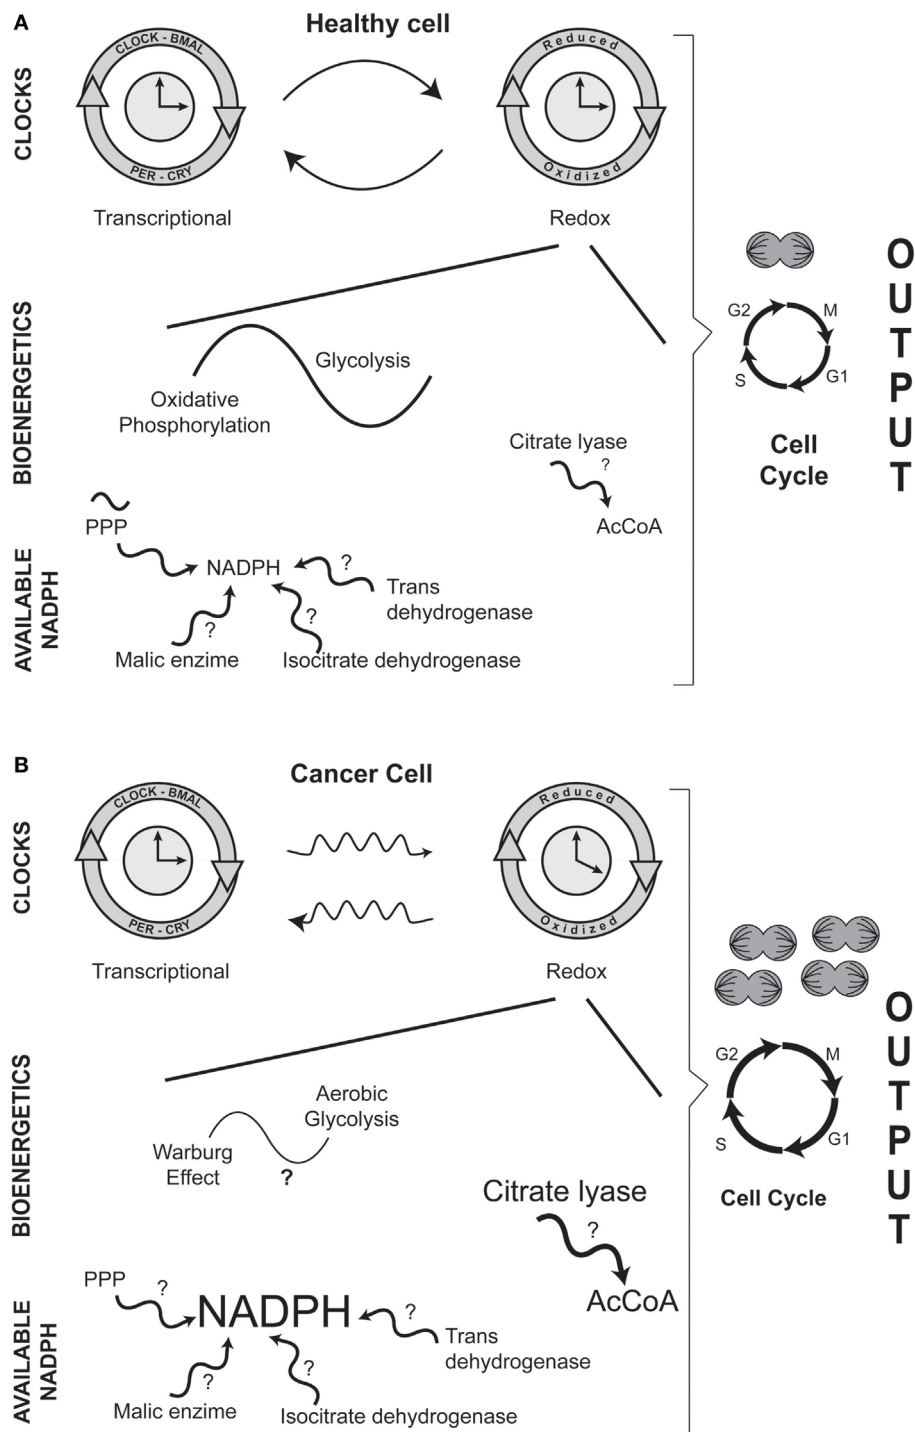 A
Healthy cell
CLOCKS
CLOCK - BMAL
PER - CRY
Transcriptional
Reduced
Oxidized
Redox
BIOENERGETICS
Oxidative
Phosphorylation
Glycolysis
Citrate lyase
?
AcCoA
AVAILABLE
NADPH
PPP
NADPH
?
Trans
dehydrogenase
?
Malic enzime
?
Isocitrate dehydrogenase
G2
M
S
G1
Cell
Cycle
OUTPUT
B
Cancer Cell
CLOCKS
CLOCK - BMAL
PER - CRY
Transcriptional
Reduced
Oxidized
Redox
BIOENERGETICS
Warburg
Effect
Aerobic
Glycolysis
?
Citrate lyase
?
AcCoA
AVAILABLE
NADPH
PPP
?
NADPH
?
Trans
dehydrogenase
?
Malic enzime
?
Isocitrate dehydrogenase
G2
M
S
G1
Cell Cycle
OUTPUT